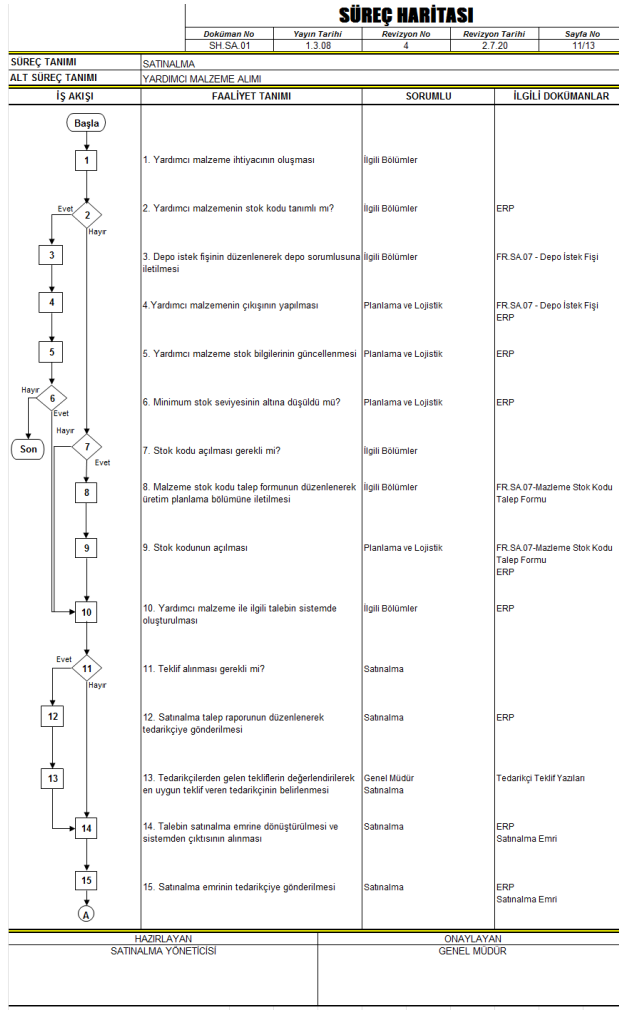 SÜREÇ HARİTASI
Doküman No Yayın Tarihi Revizyon No Revizyon Tarihi Sayfa No
SH.SA.01 1.3.08 4 2.7.20 11/13
SÜREÇ TANIMI SATINALMA
ALT SÜREÇ TANIMI YARDIMCI MALZEME ALIMI
İŞ AKIŞI FAALİYET TANIMI SORUMLU İLGİLİ DOKÜMANLAR
Başla
1 1. Yardımcı malzeme ihtiyacının oluşması İlgili Bölümler
Evet 2 2. Yardımcı malzemenin stok kodu tanımlı mı? İlgili Bölümler ERP
Hayır
3 3. Depo istek fişinin düzenlenerek depo sorumlusuna İlgili Bölümler FR.SA.07 - Depo İstek Fişi
iletilmesi
4 4.Yardımcı malzemenin çıkışının yapılması Planlama ve Lojistik FR.SA.07 - Depo İstek Fişi
ERP
5 5. Yardımcı malzeme stok bilgilerinin güncellenmesi Planlama ve Lojistik ERP
Hayır 6 6. Minimum stok seviyesinin altına düşüldü mü? Planlama ve Lojistik ERP
Evet
Hayır
Son 7 7. Stok kodu açılması gerekli mi? İlgili Bölümler
Evet
8 8. Malzeme stok kodu talep formunun düzenlenerek İlgili Bölümler FR.SA.07-Mazleme Stok Kodu
üretim planlama bölümüne iletilmesi Talep Formu
9 9. Stok kodunun açılması Planlama ve Lojistik FR.SA.07-Mazleme Stok Kodu
Talep Formu
ERP
10 10. Yardımcı malzeme ile ilgili talebin sistemde İlgili Bölümler ERP
oluşturulması
Evet 11 11. Teklif alınması gerekli mi? Satınalma
Hayır
12 12. Satınalma talep raporunun düzenlenerek Satınalma ERP
tedarikçiye gönderilmesi
13 13. Tedarikçilerden gelen tekliflerin değerlendirilerek Genel Müdür Tedarikçi Teklif Yazıları
en uygun teklif veren tedarikçinin belirlenmesi Satınalma
14 14. Talebin satınalma emrine dönüştürülmesi ve Satınalma ERP
sistemden çıktısının alınması Satınalma Emri
15 15. Satınalma emrinin tedarikçiye gönderilmesi Satınalma ERP
Satınalma Emri
A
HAZIRLAYAN ONAYLAYAN
SATINALMA YÖNETİCİSİ GENEL MÜDÜR